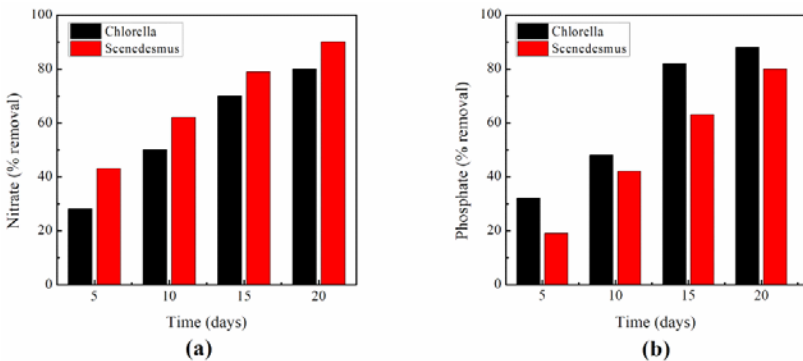 100
80
60
40
20
0
Nitrate (% removal)
Chlorella
Scenedesmus
5 10 15 20
Time (days)
(a)
100
80
60
40
20
0
Phosphate (% removal)
Chlorella
Scenedesmus
5 10 15 20
Time (days)
(b)